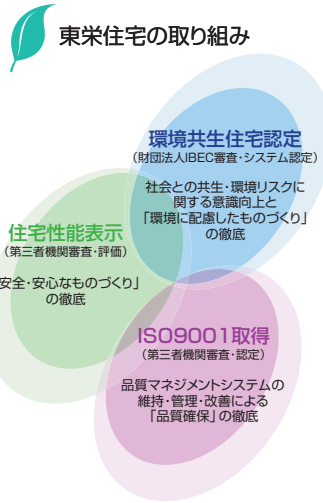 東栄住宅の取り組み
環境共生住宅認定
（財団法人IBEC審査・システム認定）
社会との共生・環境リスクに
関する意識向上と
「環境に配慮したものづくり」
の徹底
住宅性能表示
（第三者機関審査・評価）
安全・安心なものづくり」
の徹底
ISO9001取得
（第三者機関審査・認定）
品質マネジメントシステムの
維持・管理・改善による
「品質確保」の徹底